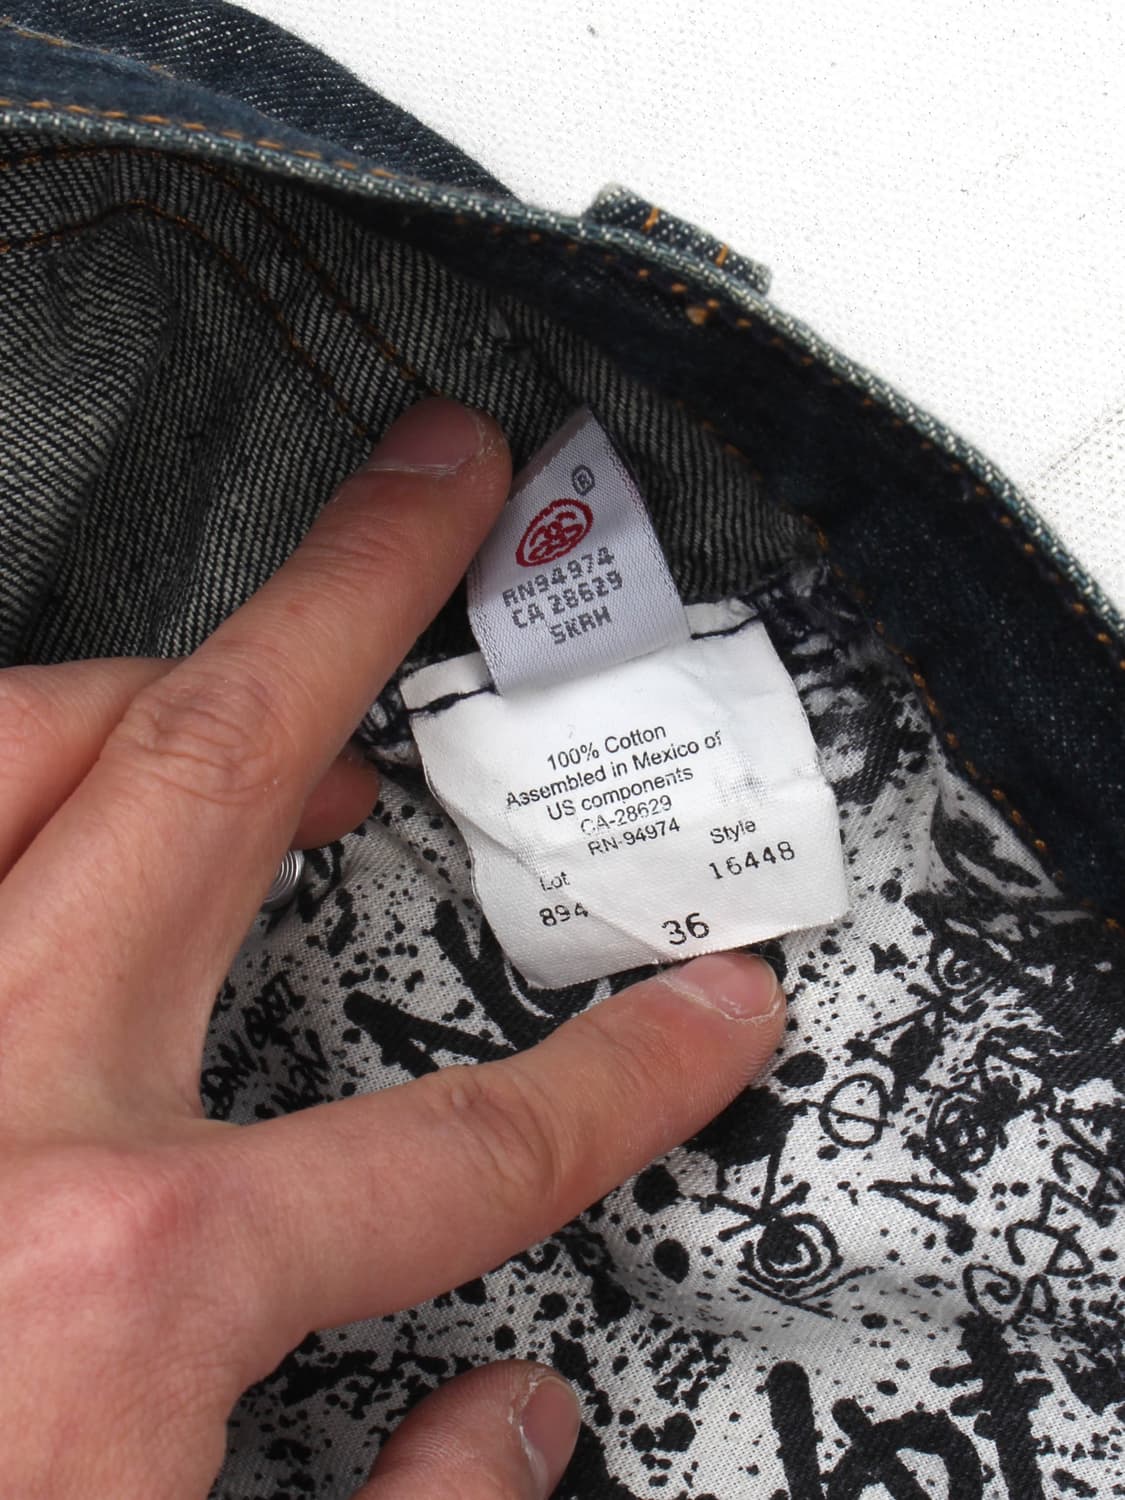 ®
RN94974
CA 28629
SKRH
100% Cotton
Assembled in Mexico of
US components
CA-28629
RN-94974
Style
16448
Lot
894
36